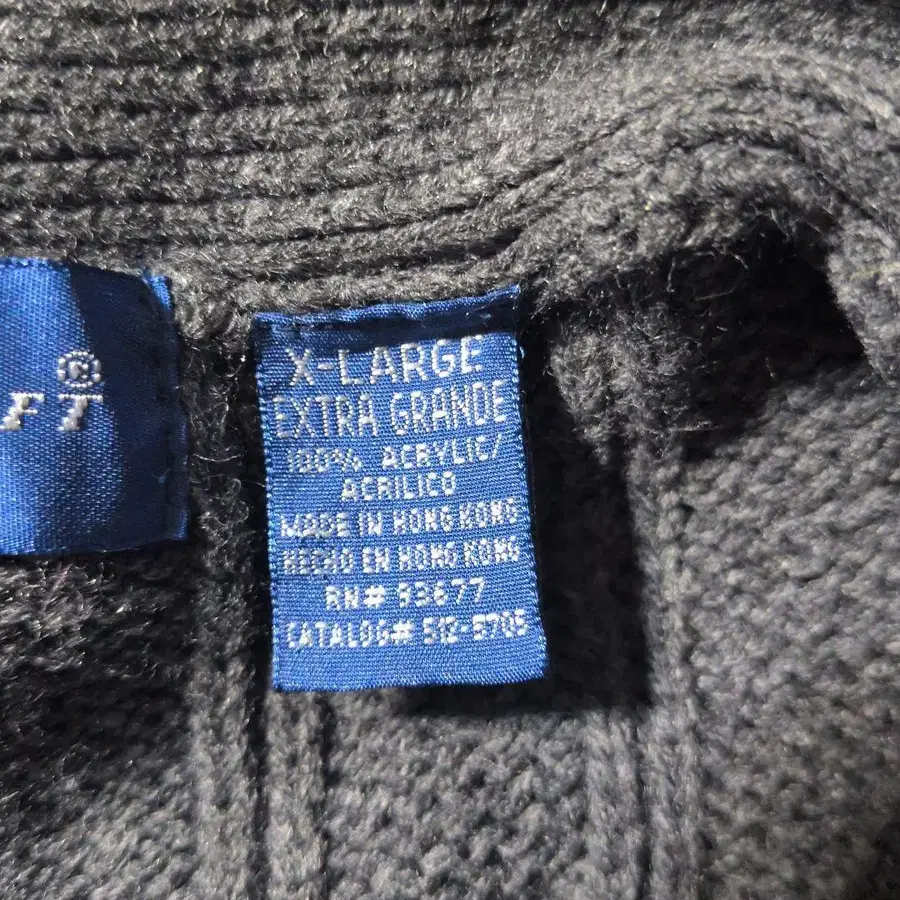 FT®
X-LARGE
EXTRA GRANDE
100% ACRYLIC/
ACRILICO
MADE IN HONG KONG
HECHO EN HONG KONG
RN# 93677
CATALOG# 512-5705